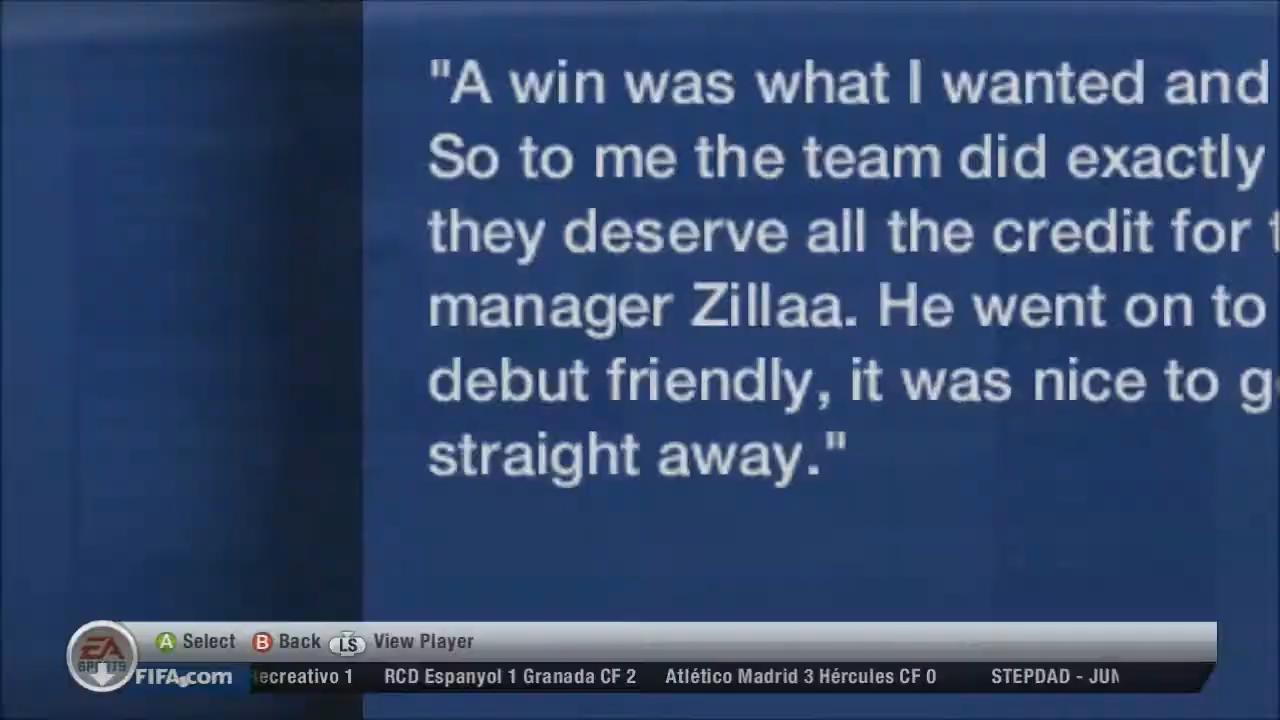 "A win was what I wanted and
So to me the team did exactly
they deserve all the credit for
manager Zillaa. He went on to
debut friendly, it was nice to g
straight away."
A Select B Back LS View Player
EA SPORTS
FIFA.com ecreativo 1 RCD Espanyol 1 Granada CF 2 Atlético Madrid 3 Hércules CF 0 STEPDAD - JUN